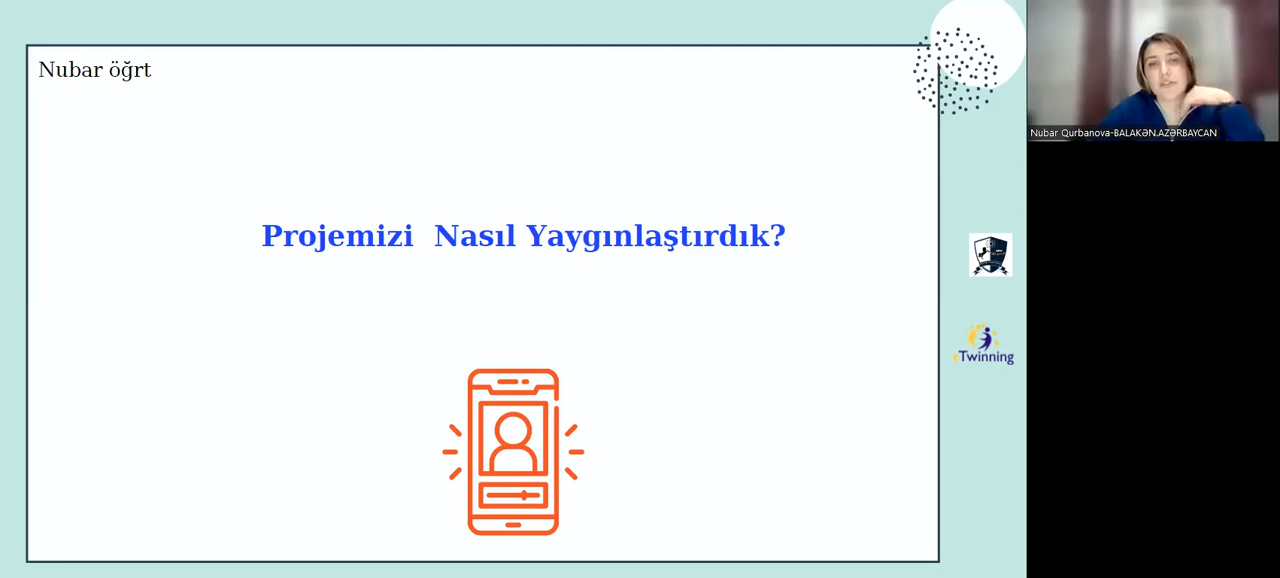 Nubar öğrt
Projemizi Nasıl Yaygınlaştırdık?
eTwinning
Nubar Qurbanova-BALAKƏN.AZƏRBAYCAN